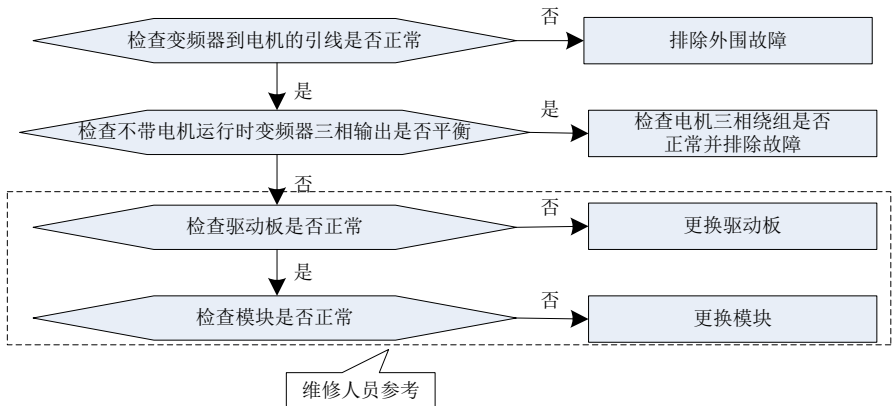 否
检查变频器到电机的引线是否正常
排除外围故障
是
是
检查不带电机运行时变频器三相输出是否平衡
检查电机三相绕组是否
正常并排除故障
否
否
检查驱动板是否正常
更换驱动板
是
否
检查模块是否正常
更换模块
维修人员参考